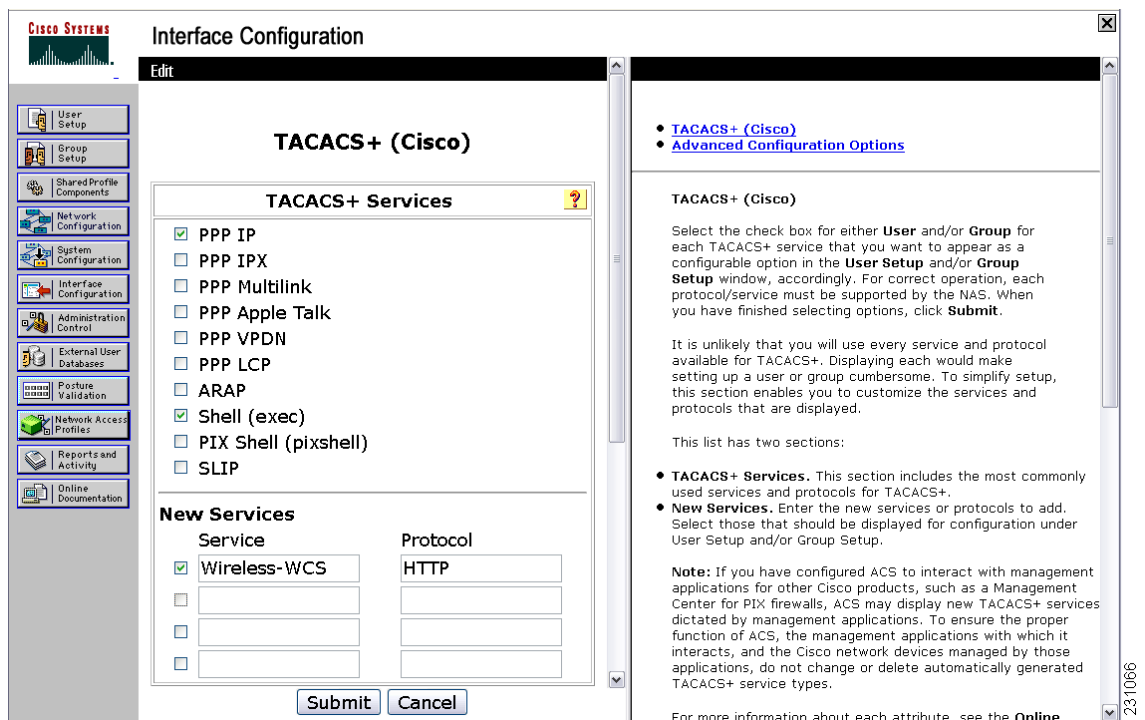 CISCO SYSTEMS
Interface Configuration
Edit
User
Setup
Group
Setup
Shared Profile
Components
Network
Configuration
System
Configuration
Interface
Configuration
Administration
Control
External User
Databases
Posture
Validation
Network Access
Profiles
Reports and
Activity
Online
Documentation
TACACS+ (Cisco)
TACACS+ Services
?
PPP IP
PPP IPX
PPP Multilink
PPP Apple Talk
PPP VPDN
PPP LCP
ARAP
Shell (exec)
PIX Shell (pixshell)
SLIP
New Services
Service Protocol
Wireless-WCS HTTP
Submit Cancel
TACACS+ (Cisco)
Advanced Configuration Options
TACACS+ (Cisco)
Select the check box for either User and/or Group for
each TACACS+ service that you want to appear as a
configurable option in the User Setup and/or Group
Setup window, accordingly. For correct operation, each
protocol/service must be supported by the NAS. When
you have finished selecting options, click Submit.
It is unlikely that you will use every service and protocol
available for TACACS+. Displaying each would make
setting up a user or group cumbersome. To simplify setup,
this section enables you to customize the services and
protocols that are displayed.
This list has two sections:
TACACS+ Services. This section includes the most commonly
used services and protocols for TACACS+.
New Services. Enter the new services or protocols to add.
Select those that should be displayed for configuration under
User Setup and/or Group Setup.
Note: If you have configured ACS to interact with management
applications for other Cisco products, such as a Management
Center for PIX firewalls, ACS may display new TACACS+ services
dictated by management applications. To ensure the proper
function of ACS, the management applications with which it
interacts, and the Cisco network devices managed by those
applications, do not change or delete automatically generated
TACACS+ service types.
For more information about each attribute, see the Online
231066